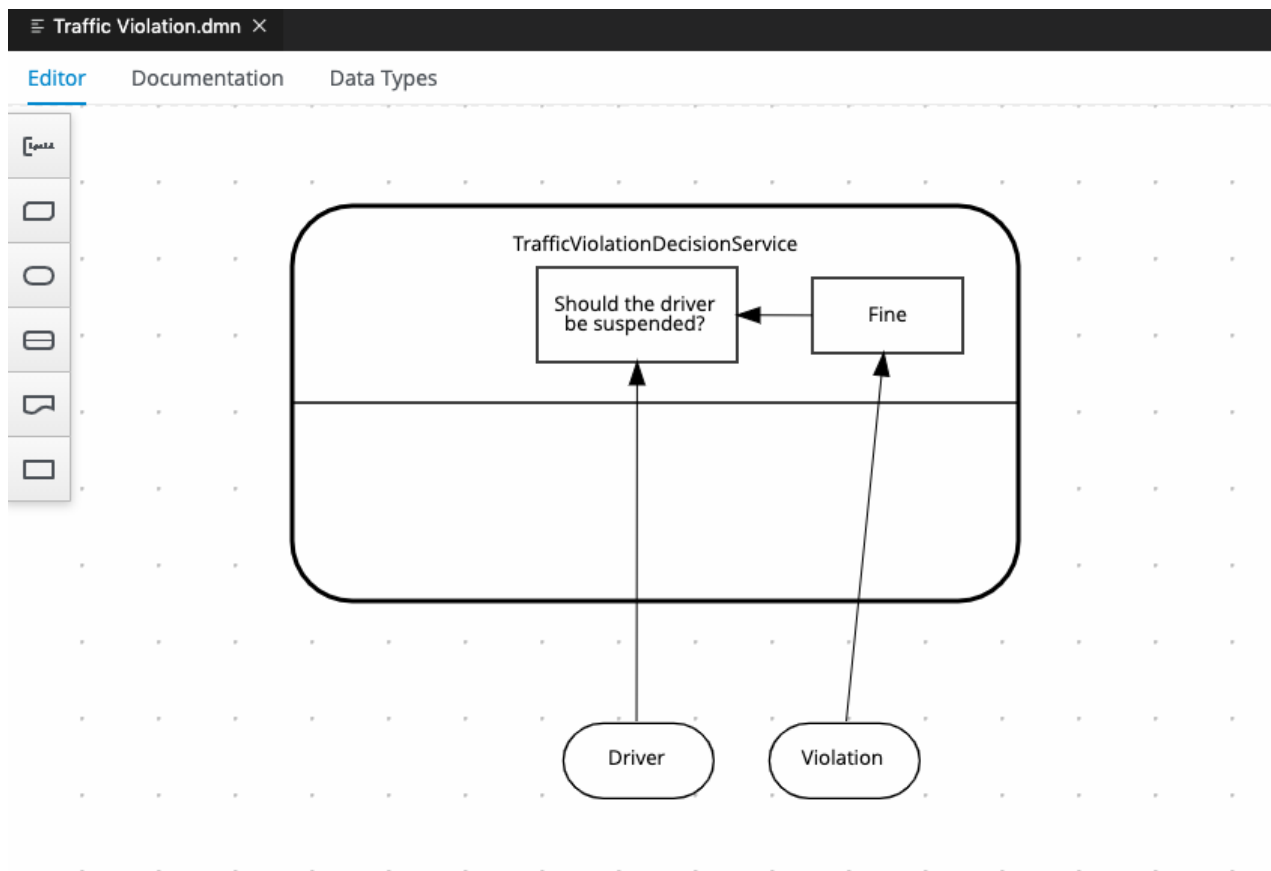 Traffic Violation.dmn
Editor Documentation Data Types
TrafficViolationDecisionService
Should the driver
be suspended?
Fine
Driver
Violation